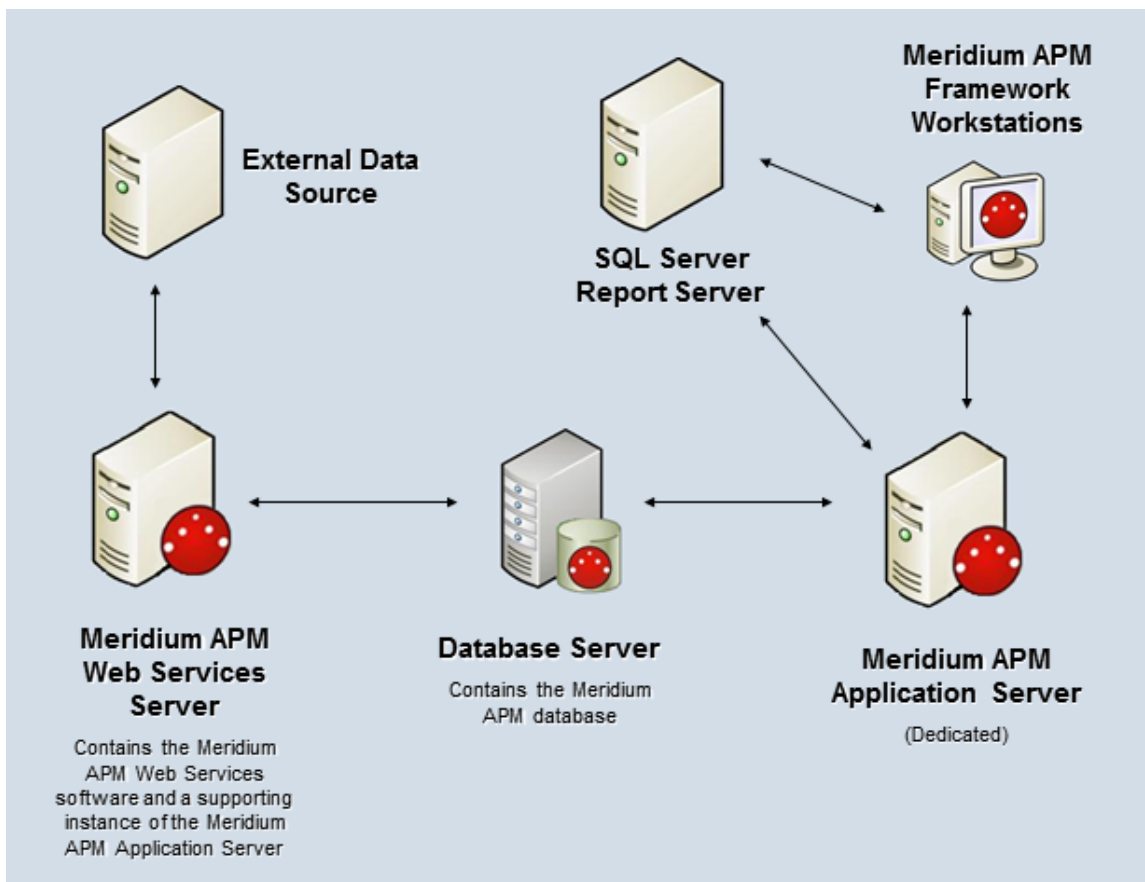 Meridium APM
Framework
Workstations
External Data
Source
SQL Server
Report Server
Meridium APM
Web Services
Server
Contains the Meridium
APM Web Services
software and a supporting
instance of the Meridium
APM Application Server
Database Server
Contains the Meridium
APM database
Meridium APM
Application Server
(Dedicated)